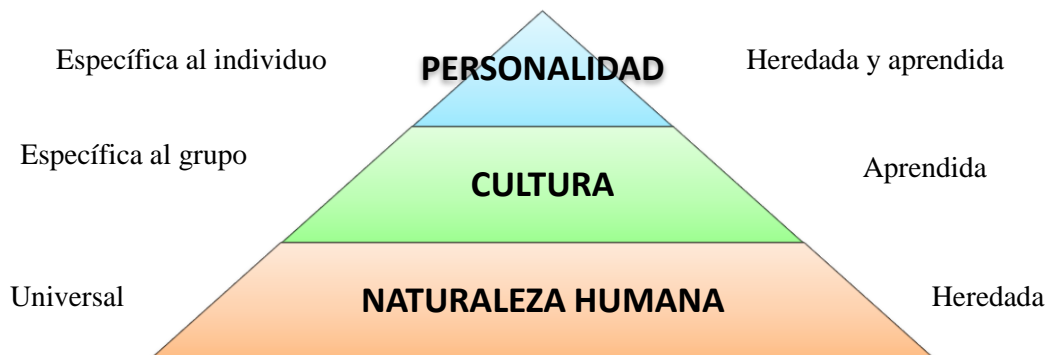 Específica al individuo
PERSONALIDAD
Heredada y aprendida
Específica al grupo
CULTURA
Aprendida
Universal
NATURALEZA HUMANA
Heredada